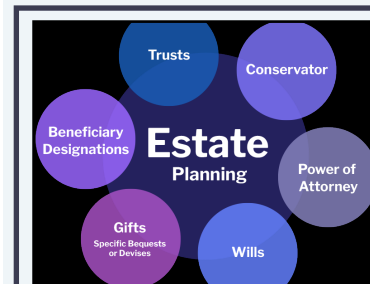 Trusts
Conservator
Beneficiary
Designations
Estate
Planning
Power of
Attorney
Gifts
Specific Bequests
or Devises
Wills